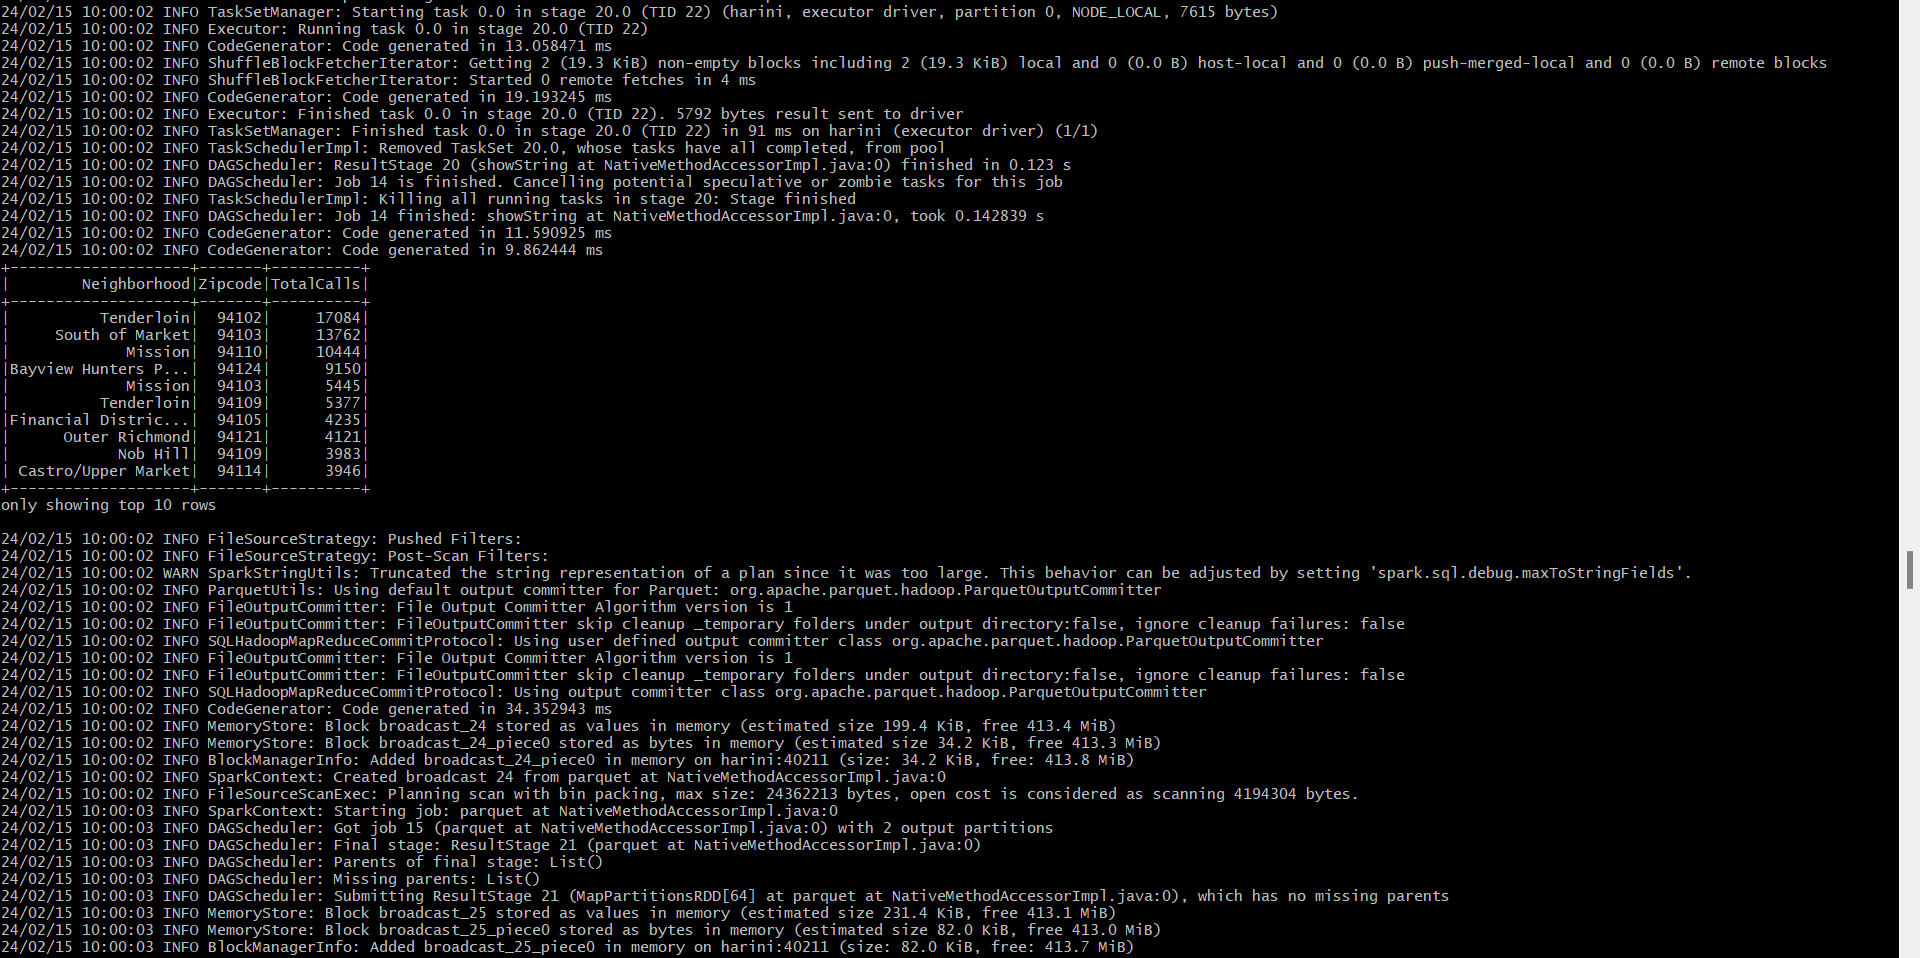 24/02/15 10:00:02 INFO TaskSetManager: Starting task 0.0 in stage 20.0 (TID 22) (harini, executor driver, partition 0, NODE_LOCAL, 7615 bytes)
24/02/15 10:00:02 INFO Executor: Running task 0.0 in stage 20.0 (TID 22)
24/02/15 10:00:02 INFO CodeGenerator: Code generated in 13.058471 ms
24/02/15 10:00:02 INFO ShuffleBlockFetcherIterator: Getting 2 (19.3 KiB) non-empty blocks including 2 (19.3 KiB) local and 0 (0.0 B) host-local and 0 (0.0 B) push-merged-local and 0 (0.0 B) remote blocks
24/02/15 10:00:02 INFO ShuffleBlockFetcherIterator: Started 0 remote fetches in 4 ms
24/02/15 10:00:02 INFO CodeGenerator: Code generated in 19.193245 ms
24/02/15 10:00:02 INFO Executor: Finished task 0.0 in stage 20.0 (TID 22). 5792 bytes result sent to driver
24/02/15 10:00:02 INFO TaskSetManager: Finished task 0.0 in stage 20.0 (TID 22) in 91 ms on harini (executor driver) (1/1)
24/02/15 10:00:02 INFO TaskSchedulerImpl: Removed TaskSet 20.0, whose tasks have all completed, from pool
24/02/15 10:00:02 INFO DAGScheduler: ResultStage 20 (showString at NativeMethodAccessorImpl.java:0) finished in 0.123 s
24/02/15 10:00:02 INFO DAGScheduler: Job 14 is finished. Cancelling potential speculative or zombie tasks for this job
24/02/15 10:00:02 INFO TaskSchedulerImpl: Killing all running tasks in stage 20: Stage finished
24/02/15 10:00:02 INFO DAGScheduler: Job 14 finished: showString at NativeMethodAccessorImpl.java:0, took 0.142839 s
24/02/15 10:00:02 INFO CodeGenerator: Code generated in 11.590925 ms
24/02/15 10:00:02 INFO CodeGenerator: Code generated in 9.862444 ms
+--------------------+-------+----------+
|        Neighborhood|Zipcode|TotalCalls|
+--------------------+-------+----------+
|          Tenderloin|  94102|     17084|
|     South of Market|  94103|     13762|
|             Mission|  94110|     10444|
|Bayview Hunters P...|  94124|      9150|
|             Mission|  94103|      5445|
|          Tenderloin|  94109|      5377|
|Financial Distric...|  94105|      4235|
|      Outer Richmond|  94121|      4121|
|            Nob Hill|  94109|      3983|
| Castro/Upper Market|  94114|      3946|
+--------------------+-------+----------+
only showing top 10 rows
24/02/15 10:00:02 INFO FileSourceStrategy: Pushed Filters:
24/02/15 10:00:02 INFO FileSourceStrategy: Post-Scan Filters:
24/02/15 10:00:02 WARN SparkStringUtils: Truncated the string representation of a plan since it was too large. This behavior can be adjusted by setting 'spark.sql.debug.maxToStringFields'.
24/02/15 10:00:02 INFO ParquetUtils: Using default output committer for Parquet: org.apache.parquet.hadoop.ParquetOutputCommitter
24/02/15 10:00:02 INFO FileOutputCommitter: File Output Committer Algorithm version is 1
24/02/15 10:00:02 INFO FileOutputCommitter: FileOutputCommitter skip cleanup _temporary folders under output directory:false, ignore cleanup failures: false
24/02/15 10:00:02 INFO SQLHadoopMapReduceCommitProtocol: Using user defined output committer class org.apache.parquet.hadoop.ParquetOutputCommitter
24/02/15 10:00:02 INFO FileOutputCommitter: File Output Committer Algorithm version is 1
24/02/15 10:00:02 INFO FileOutputCommitter: FileOutputCommitter skip cleanup _temporary folders under output directory:false, ignore cleanup failures: false
24/02/15 10:00:02 INFO SQLHadoopMapReduceCommitProtocol: Using output committer class org.apache.parquet.hadoop.ParquetOutputCommitter
24/02/15 10:00:02 INFO CodeGenerator: Code generated in 34.352943 ms
24/02/15 10:00:02 INFO MemoryStore: Block broadcast_24 stored as values in memory (estimated size 199.4 KiB, free 413.4 MiB)
24/02/15 10:00:02 INFO MemoryStore: Block broadcast_24_piece0 stored as bytes in memory (estimated size 34.2 KiB, free 413.3 MiB)
24/02/15 10:00:02 INFO BlockManagerInfo: Added broadcast_24_piece0 in memory on harini:40211 (size: 34.2 KiB, free: 413.8 MiB)
24/02/15 10:00:02 INFO SparkContext: Created broadcast 24 from parquet at NativeMethodAccessorImpl.java:0
24/02/15 10:00:02 INFO FileSourceScanExec: Planning scan with bin packing, max size: 24362213 bytes, open cost is considered as scanning 4194304 bytes.
24/02/15 10:00:03 INFO SparkContext: Starting job: parquet at NativeMethodAccessorImpl.java:0
24/02/15 10:00:03 INFO DAGScheduler: Got job 15 (parquet at NativeMethodAccessorImpl.java:0) with 2 output partitions
24/02/15 10:00:03 INFO DAGScheduler: Final stage: ResultStage 21 (parquet at NativeMethodAccessorImpl.java:0)
24/02/15 10:00:03 INFO DAGScheduler: Parents of final stage: List()
24/02/15 10:00:03 INFO DAGScheduler: Missing parents: List()
24/02/15 10:00:03 INFO DAGScheduler: Submitting ResultStage 21 (MapPartitionsRDD[64] at parquet at NativeMethodAccessorImpl.java:0), which has no missing parents
24/02/15 10:00:03 INFO MemoryStore: Block broadcast_25 stored as values in memory (estimated size 231.4 KiB, free 413.1 MiB)
24/02/15 10:00:03 INFO MemoryStore: Block broadcast_25_piece0 stored as bytes in memory (estimated size 82.0 KiB, free 413.0 MiB)
24/02/15 10:00:03 INFO BlockManagerInfo: Added broadcast_25_piece0 in memory on harini:40211 (size: 82.0 KiB, free: 413.7 MiB)